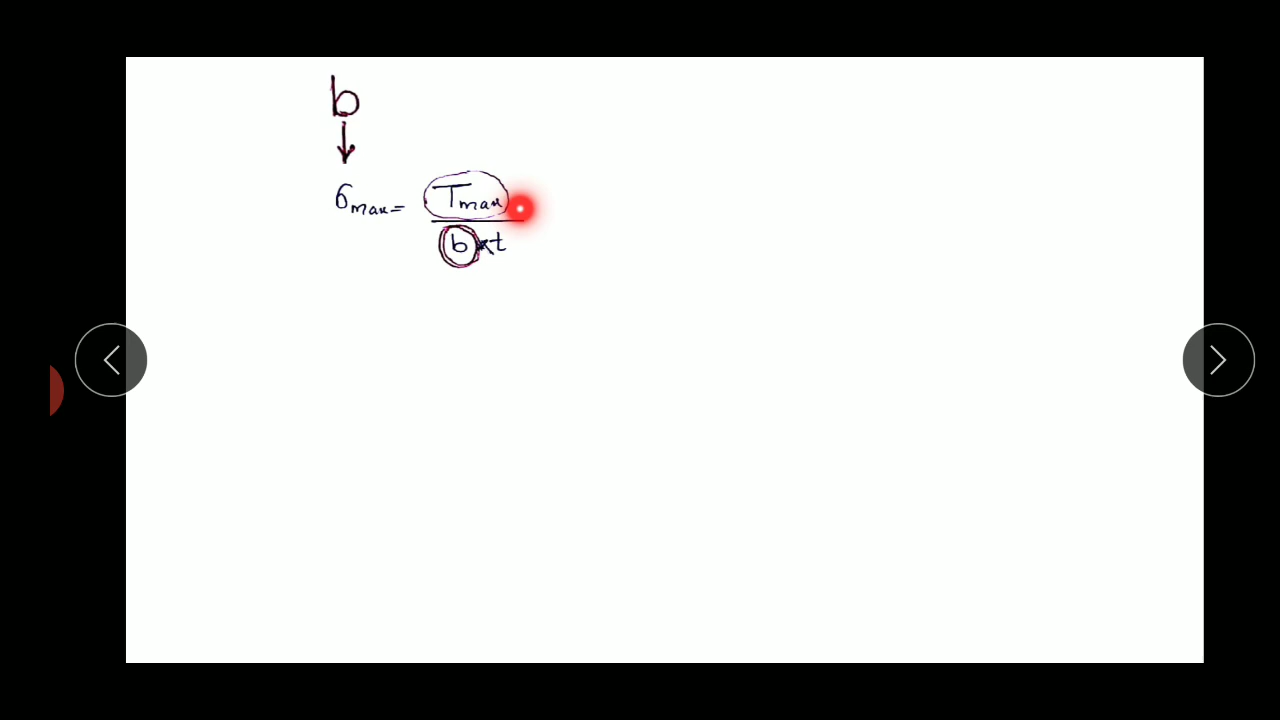 b
↓
σmax = Tmax
b*t